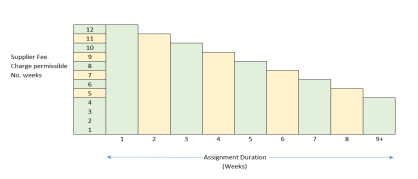 12
11
10
Supplier Fee
9
Charge permissible
8
No. weeks
7
6
5
4
3
2
1
1 2 3 4 5 6 7 8 9+
Assignment Duration
(Weeks)